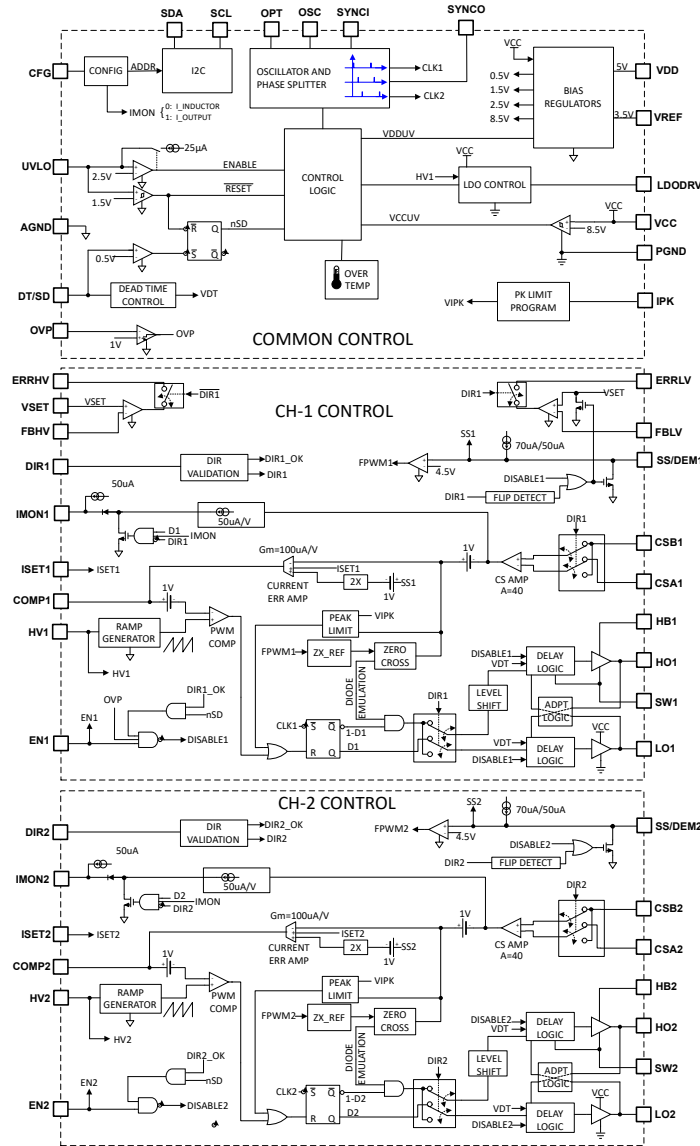 SDA
SCL
OPT
OSC
SYNCI
SYNCO
CFG
CONFIG
ADDR
I2C
IMON
0: I_INDUCTOR
1: I_OUTPUT
OSCILLATOR AND
PHASE SPLITTER
CLK1
CLK2
VCC
0.5V
1.5V
2.5V
8.5V
BIAS
REGULATORS
5V
VDD
3.5V
VREF
UVLO
25µA
2.5V
ENABLE
1.5V
RESET
CONTROL
LOGIC
VDDUV
HV1
VCC
LDO CONTROL
LDODRV
AGND
R Q
S Q
nSD
VCCUV
VCC
8.5V
VCC
PGND
0.5V
DT/SD
DEAD TIME
CONTROL
VDT
OVER
TEMP
VIPK
PK LIMIT
PROGRAM
IPK
OVP
1V
OVP
COMMON CONTROL
ERRHV
VSET
VSET
FBHV
DIR1
CH-1 CONTROL
DIR1
VSET
ERRLV
FBLV
DIR1
DIR
VALIDATION
DIR1_OK
DIR1
FPWM1
4.5V
SS1
70uA/50uA
SS/DEM1
DISABLE1
DIR1
FLIP DETECT
50uA
IMON1
50uA/V
D1
DIR1
IMON
1V
CS AMP
A=40
DIR1
CSB1
CSA1
ISET1
ISET1
Gm=100uA/V
ISET1
CURRENT
ERR AMP
2X
1V
SS1
COMP1
1V
HV1
RAMP
GENERATOR
HV1
PWM
COMP
PEAK
LIMIT
VIPK
FPWM1
ZX_REF
ZERO
CROSS
DIODE
EMULATION
DISABLE1
VDT
DELAY
LOGIC
HB1
HO1
LEVEL
SHIFT
ADPT
LOGIC
SW1
DIR1_OK
nSD
OVP
EN1
EN1
DISABLE1
CLK1
S Q
R Q
1-D1
D1
DIR1
VDT
DISABLE1
DELAY
LOGIC
VCC
LO1
CH-2 CONTROL
DIR2
DIR
VALIDATION
DIR2_OK
DIR2
FPWM2
4.5V
SS2
70uA/50uA
SS/DEM2
DISABLE2
DIR2
FLIP DETECT
50uA
IMON2
50uA/V
D2
DIR2
IMON
1V
CS AMP
A=40
DIR2
CSB2
CSA2
ISET2
ISET2
Gm=100uA/V
ISET2
CURRENT
ERR AMP
2X
1V
SS2
COMP2
1V
HV2
RAMP
GENERATOR
HV2
PWM
COMP
PEAK
LIMIT
VIPK
FPWM2
ZX_REF
ZERO
CROSS
DIODE
EMULATION
DISABLE2
VDT
DELAY
LOGIC
HB2
HO2
LEVEL
SHIFT
ADPT
LOGIC
SW2
DIR2_OK
nSD
EN2
EN2
DISABLE2
CLK2
S Q
R Q
1-D2
D2
DIR2
VDT
DISABLE2
DELAY
LOGIC
VCC
LO2